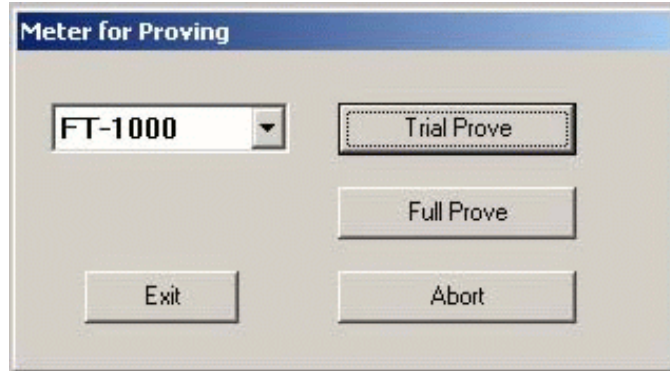 Meter for Proving
FT-1000
Trial Prove
Full Prove
Exit
Abort